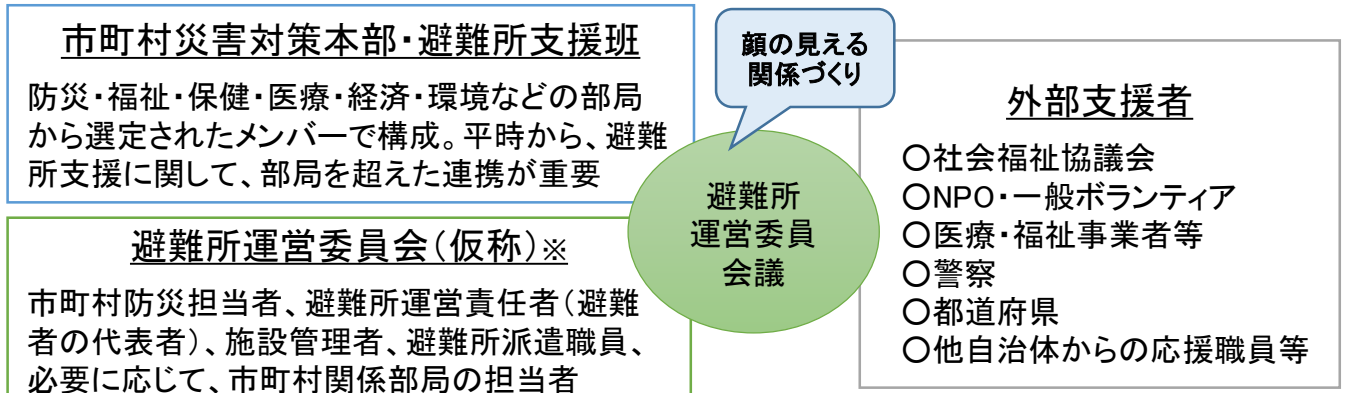 市町村災害対策本部・避難所支援班
防災・福祉・保健・医療・経済・環境などの部局
から選定されたメンバーで構成。平時から、避難
所支援に関して、部局を超えた連携が重要
避難所運営委員会(仮称)※
市町村防災担当者、避難所運営責任者(避難
者の代表者)、施設管理者、避難所派遣職員、
必要に応じて、市町村関係部局の担当者
顔の見える
関係づくり
避難所
運営委員
会議
外部支援者
○社会福祉協議会
○NPO・一般ボランティア
○医療・福祉事業者等
○警察
○都道府県
○他自治体からの応援職員等